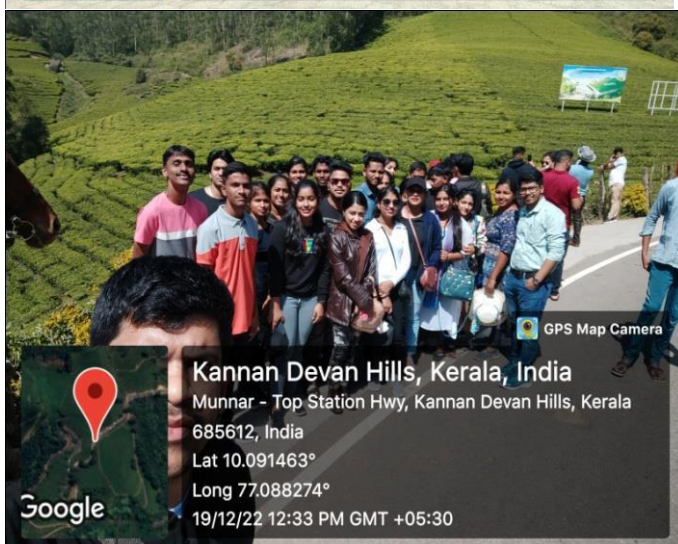 GPS Map Camera
Kannan Devan Hills, Kerala, India
Munnar - Top Station Hwy, Kannan Devan Hills, Kerala
685612, India
Lat 10.091463°
Long 77.088274°
19/12/22 12:33 PM GMT +05:30
Google